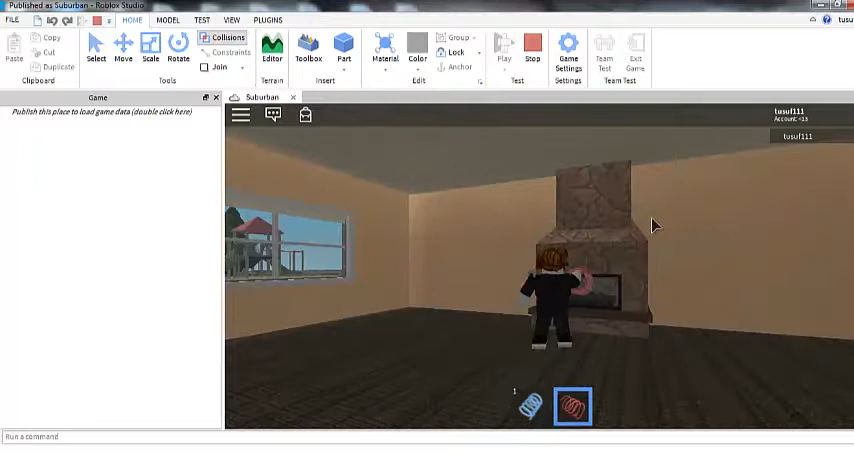 Published as Suburban - Roblox Studio
FILE HOME MODEL TEST VIEW PLUGINS tusu
Paste Copy Cut Duplicate
Clipboard
Select Move Scale Rotate Collisions Constraints Join
Tools
Editor
Terrain
Toolbox Part
Insert
Material Color Group Lock Anchor
Edit
Play Stop
Test
Game Settings
Settings
Team Test Exit Game
Team Test
Game
Suburban
Publish this place to load game data (double click here)
tusuf111
Account: <13
tusuf111
1
Run a command